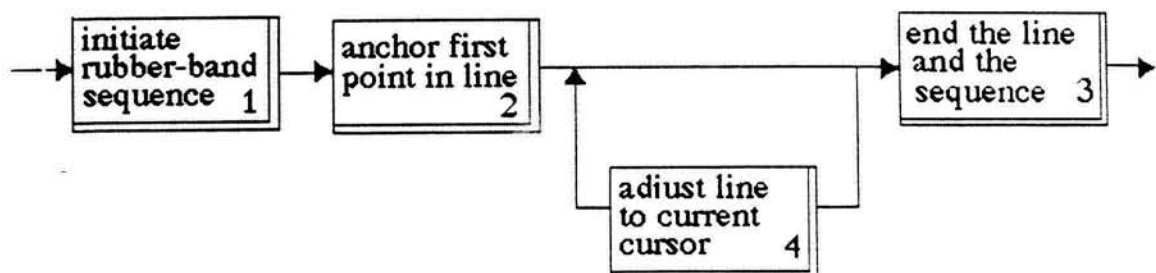 initiate
rubber-band
sequence 1
anchor first
point in line
2
end the line
and the
sequence 3
adjust line
to current
cursor 4